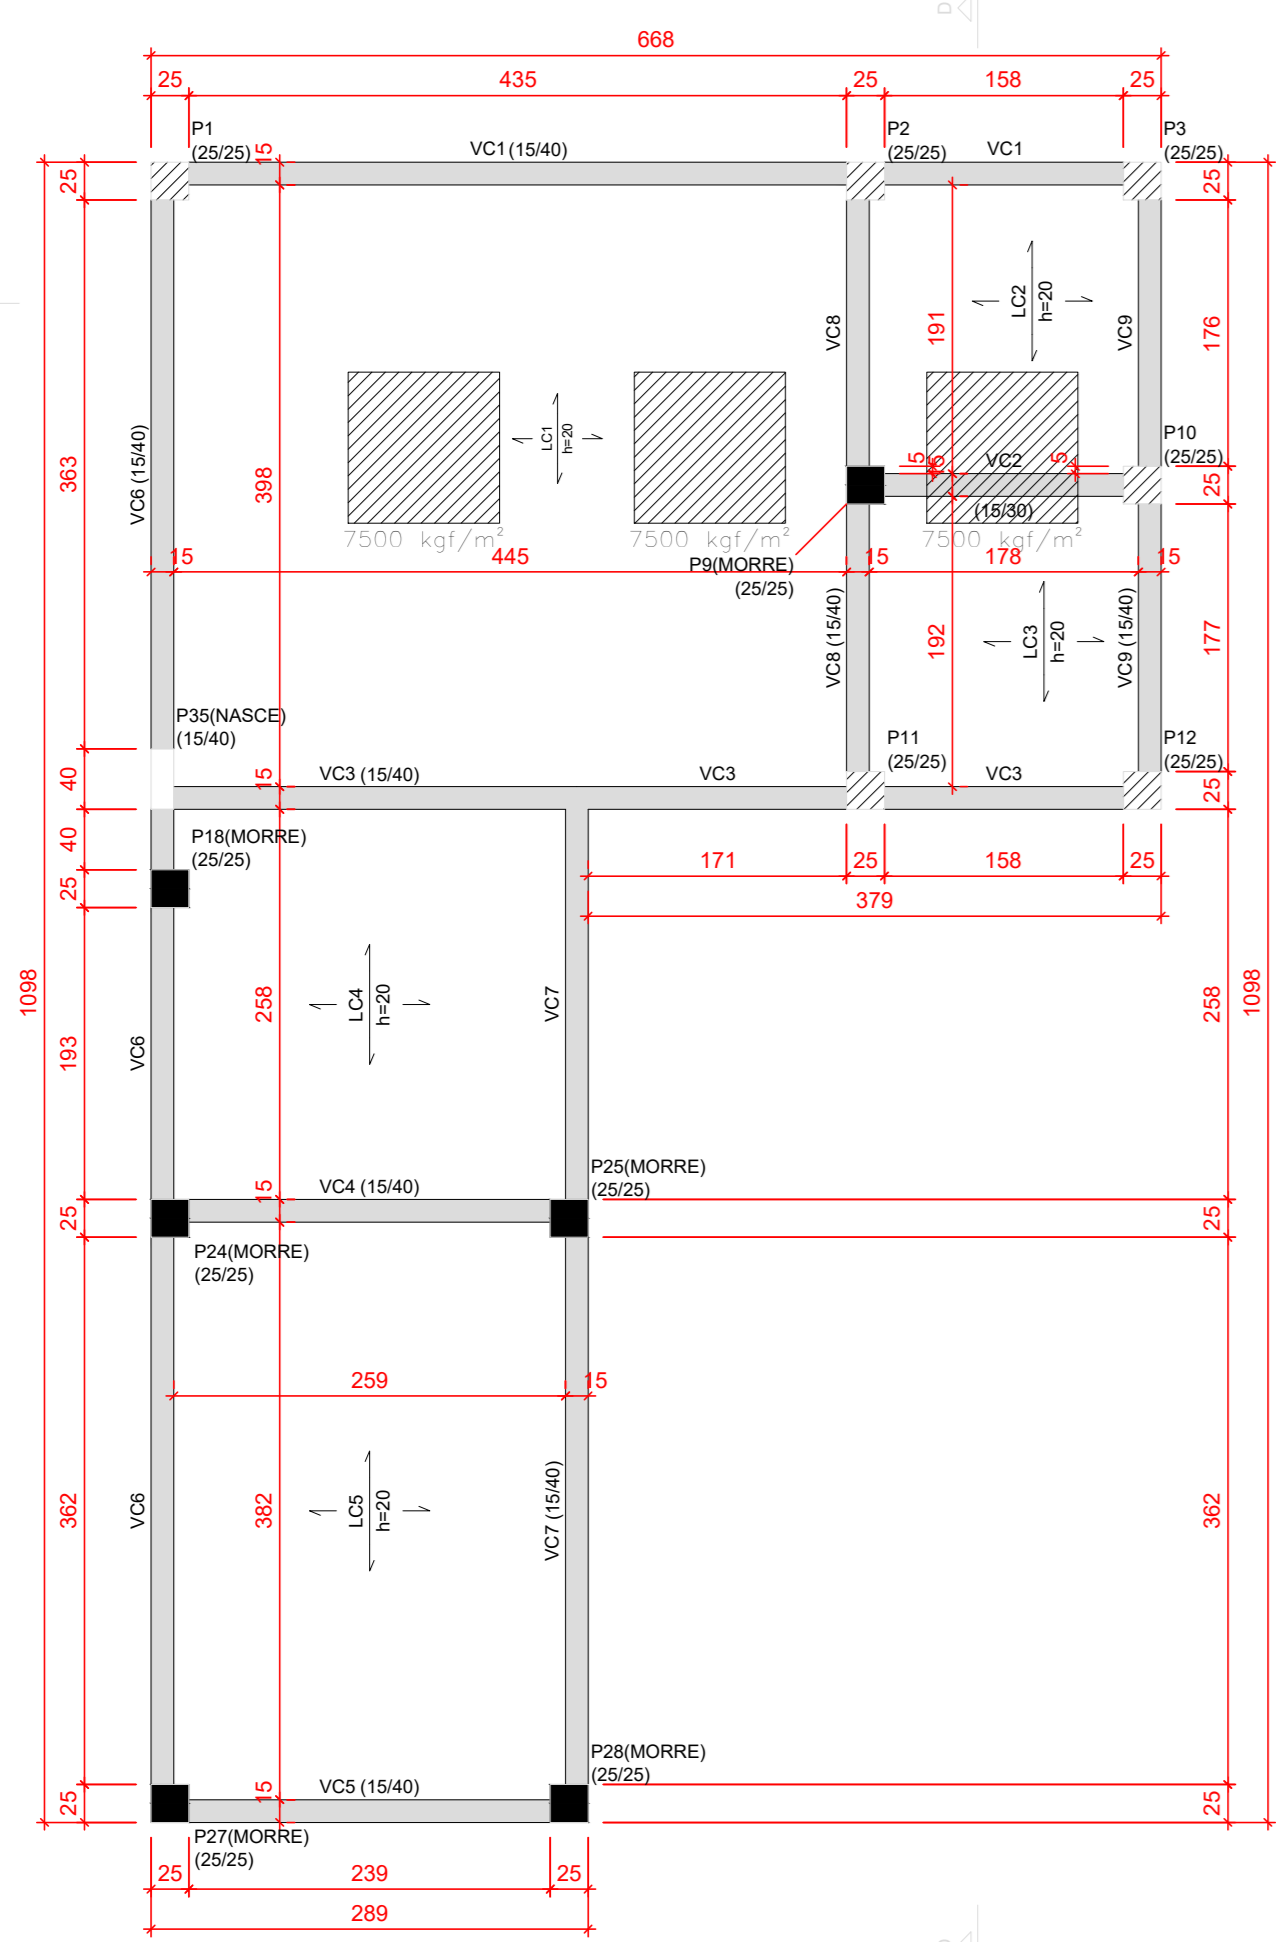 D
668
25
435
25
158
25
P1
(25/25)
15
VC1 (15/40)
P2
(25/25)
VC1
P3
(25/25)
25
25
LC2
h=20
VC8
191
VC9
176
P10
(25/25)
VC6 (15/40)
363
398
LC1
h=20
5
15
VC2
5
25
(15/30)
7500 kgf/m²
7500 kgf/m²
7500 kgf/m²
15
445
15
178
15
P9(MORRE)
(25/25)
VC8 (15/40)
192
LC3
h=20
VC9 (15/40)
177
P35(NASCE)
(15/40)
P11
(25/25)
P12
(25/25)
40
15
VC3 (15/40)
VC3
VC3
25
40
P18(MORRE)
(25/25)
25
171
25
158
25
379
1098
193
VC6
258
LC4
h=20
VC7
258
1098
15
VC4 (15/40)
P25(MORRE)
(25/25)
25
25
P24(MORRE)
(25/25)
259
15
362
VC6
382
LC5
h=20
VC7 (15/40)
362
P28(MORRE)
(25/25)
25
15
VC5 (15/40)
25
P27(MORRE)
(25/25)
25
239
25
289